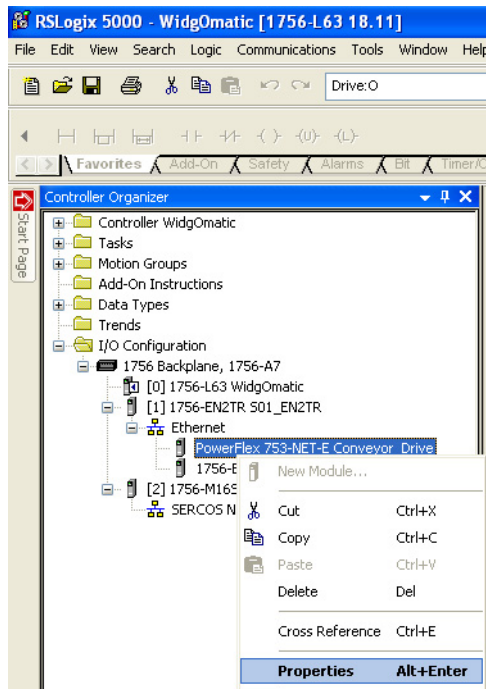 RSLogix 5000 - WidgOmatic [1756-L63 18.11]
File Edit View Search Logic Communications Tools Window Help
Drive:O
Favorites Add-On Safety Alarms Bit
Start Page
Controller Organizer
Controller WidgOmatic
Tasks
Motion Groups
Add-On Instructions
Data Types
Trends
I/O Configuration
1756 Backplane, 1756-A7
[0] 1756-L63 WidgOmatic
[1] 1756-EN2TR S01_EN2TR
Ethernet
PowerFlex 753-NET-E Conveyor_Drive
[2]
SERCOS
New Module...
Cut Ctrl+X
Copy Ctrl+C
Paste Ctrl+V
Delete Del
Cross Reference Ctrl+E
Properties Alt+Enter